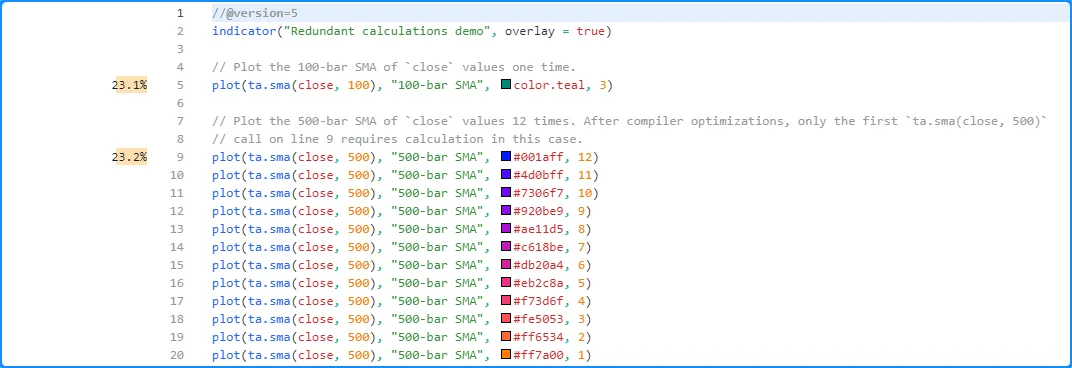 1 //@version=5
2 indicator("Redundant calculations demo", overlay = true)
3
4 // Plot the 100-bar SMA of `close` values one time.
23.1% 5 plot(ta.sma(close, 100), "100-bar SMA", color.teal, 3)
6
7 // Plot the 500-bar SMA of `close` values 12 times. After compiler optimizations, only the first `ta.sma(close, 500)`
8 // call on line 9 requires calculation in this case.
23.2% 9 plot(ta.sma(close, 500), "500-bar SMA", #001aff, 12)
10 plot(ta.sma(close, 500), "500-bar SMA", #4d0bff, 11)
11 plot(ta.sma(close, 500), "500-bar SMA", #7306f7, 10)
12 plot(ta.sma(close, 500), "500-bar SMA", #920be9, 9)
13 plot(ta.sma(close, 500), "500-bar SMA", #ae11d5, 8)
14 plot(ta.sma(close, 500), "500-bar SMA", #c618be, 7)
15 plot(ta.sma(close, 500), "500-bar SMA", #db20a4, 6)
16 plot(ta.sma(close, 500), "500-bar SMA", #eb2c8a, 5)
17 plot(ta.sma(close, 500), "500-bar SMA", #f73d6f, 4)
18 plot(ta.sma(close, 500), "500-bar SMA", #fe5053, 3)
19 plot(ta.sma(close, 500), "500-bar SMA", #ff6534, 2)
20 plot(ta.sma(close, 500), "500-bar SMA", #ff7a00, 1)